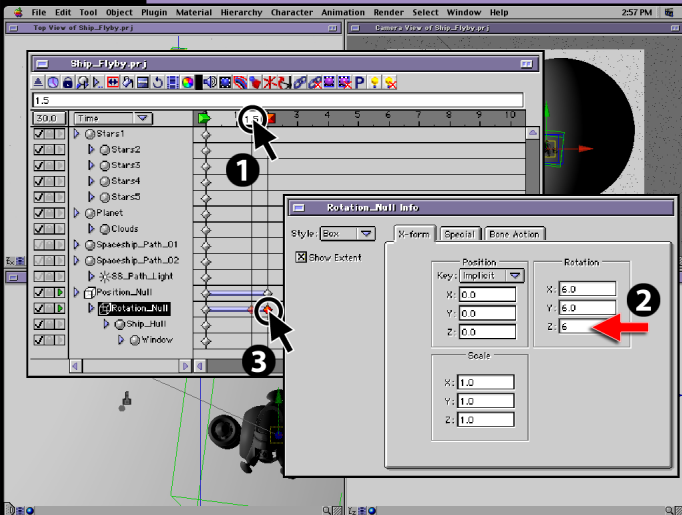 File Edit Tool Object Plugin Material Hierarchy Character Animation Render Select Window Help 2:57 PM
Top View of Ship_Flyby.prj
Camera View of Ship_Flyby.prj
Ship_Flyby.prj
P
1.5
30.0 Time 1.5 3 4 5 6 7 8 9 10
Stars1
Stars2
Stars3
Stars4
Stars5
Planet
Clouds
Spaceship_Path_01
Spaceship_Path_02
SS_Path_Light
Position_Null
Rotation_Null
Ship_Hull
Window
1
3
Rotation_Null Info
Style: Box
Show Extent
X-form Special Bone Action
Position
Key: Implicit
X: 0.0
Y: 0.0
Z: 0.0
Rotation
X: 6.0
Y: 6.0
Z: 6
2
Scale
X: 1.0
Y: 1.0
Z: 1.0